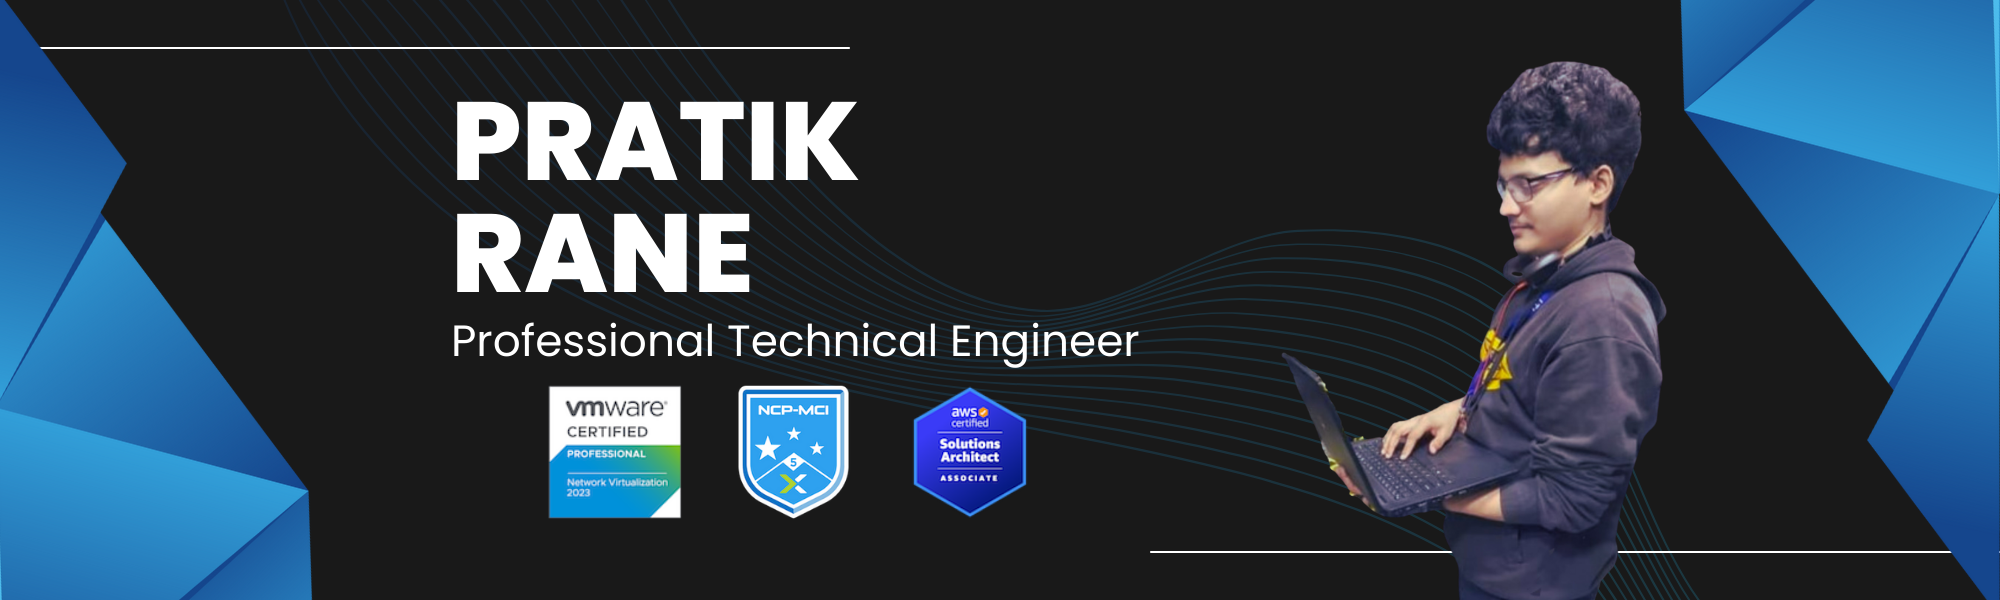 PRATIK
RANE
Professional Technical Engineer
vmware®
CERTIFIED
PROFESSIONAL
Network Virtualization
2023
NCP-MCI
5
aws
certified
Solutions
Architect
ASSOCIATE